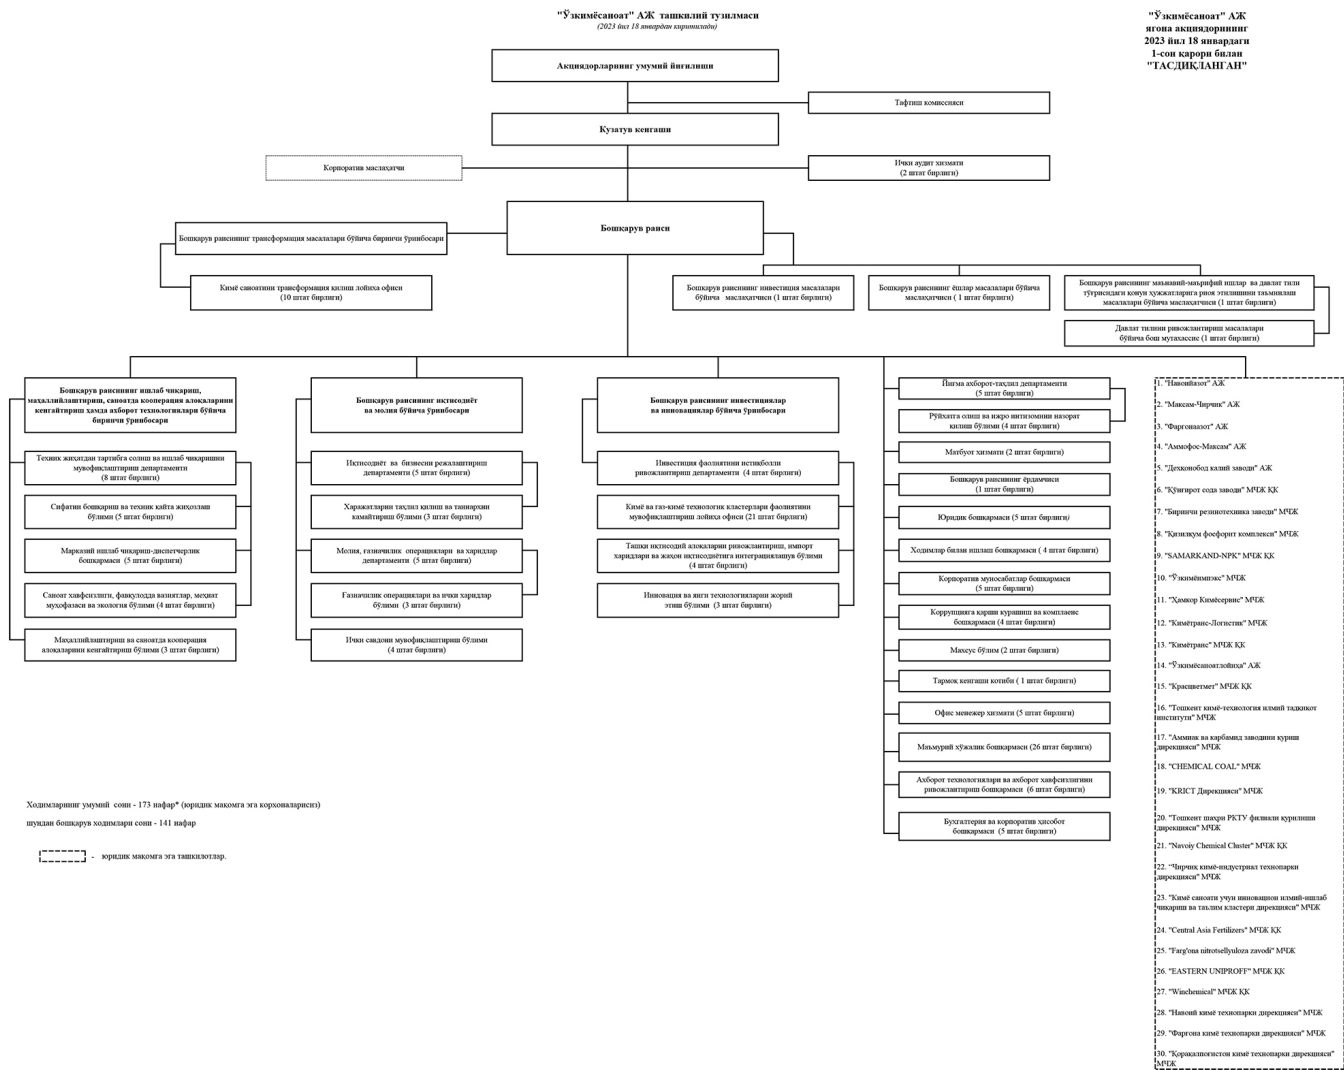 "Ўзкимёсаноат" АЖ ташкилий тузилмаси
(2023 йил 18 январдан киритилади)
"Ўзкимёсаноат" АЖ
ягона акциядорининг
2023 йил 18 январдаги
1-сон қарори билан
"ТАСДИҚЛАНГАН"
Акциядорларнинг умумий йиғилиши
Тафтиш комиссияси
Кузатув кенгаши
Корпоратив маслаҳатчи
Ички аудит хизмати
(2 штат бирлиги)
Бошқарув раиси
Бошқарув раисининг трансформация масалалари бўйича биринчи ўринбосари
Кимё саноатини трансформация қилиш лойиҳа офиси
(10 штат бирлиги)
Бошқарув раисининг инвестиция масалалари
бўйича маслаҳатчиси (1 штат бирлиги)
Бошқарув раисининг ёшлар масалалари бўйича
маслаҳатчиси ( 1 штат бирлиги)
Бошқарув раисининг маънавий-маърифий ишлар ва давлат тили
тўғрисидаги қонун ҳужжатларига риоя этилишини таъминлаш
масалалари бўйича маслаҳатчиси (1 штат бирлиги)
Давлат тилини ривожлантириш масалалари
бўйича бош мутахассис (1 штат бирлиги)
Бошқарув раисининг ишлаб чиқариш,
маҳаллийлаштириш, саноатда кооперация алоқаларини
кенгайтириш ҳамда ахборот технологиялари бўйича
биринчи ўринбосари
Техник жиҳатдан тартибга солиш ва ишлаб чиқаришни
мувофиқлаштириш департаменти
(8 штат бирлиги)
Сифатни бошқариш ва техник қайта жиҳозлаш
бўлими (5 штат бирлиги)
Марказий ишлаб чиқариш-диспетчерлик
бошқармаси (5 штат бирлиги)
Саноат хавфсизлиги, фавқулодда вазиятлар, меҳнат
муҳофазаси ва экология бўлими (4 штат бирлиги)
Маҳаллийлаштириш ва саноатда кооперация
алоқаларини кенгайтириш бўлими (3 штат бирлиги)
Бошқарув раисининг иқтисодиёт
ва молия бўйича ўринбосари
Иқтисодиёт ва бизнесни режалаштириш
департаменти (5 штат бирлиги)
Харажатларни таҳлил қилиш ва таннархни
камайтириш бўлими (3 штат бирлиги)
Молия, ғазначилик операциялари ва харидлар
департаменти (5 штат бирлиги)
Ғазначилик операциялари ва ички харидлар
бўлими (3 штат бирлиги)
Ички савдони мувофиқлаштириш бўлими
(4 штат бирлиги)
Бошқарув раисининг инвестициялар
ва инновациялар бўйича ўринбосари
Инвестиция фаолиятини истиқболли
ривожлантириш департаменти (4 штат бирлиги)
Кимё ва газ-кимё технологик кластерлари фаолиятини
мувофиқлаштириш лойиҳа офиси (21 штат бирлиги)
Ташқи иқтисодий алоқаларни ривожлантириш, импорт
харидлари ва жаҳон иқтисодиётига интеграциялашув бўлими
(4 штат бирлиги)
Инновация ва янги технологияларни жорий
этиш бўлими (3 штат бирлиги)
Йиғма ахборот-таҳлил департаменти
(5 штат бирлиги)
Рўйхатга олиш ва ижро интизомини назорат
қилиш бўлими (4 штат бирлиги)
Матбуот хизмати (2 штат бирлиги)
Бошқарув раисининг ёрдамчиси
(1 штат бирлиги)
Юридик бошқармаси (5 штат бирлиги)
Ходимлар билан ишлаш бошқармаси ( 4 штат бирлиги)
Корпоратив муносабатлар бошқармаси
(5 штат бирлиги)
Коррупцияга қарши курашиш ва комплаенс
бошқармаси (4 штат бирлиги)
Махсус бўлим (2 штат бирлиги)
Тармоқ кенгаши котиби ( 1 штат бирлиги)
Офис менежер хизмати (5 штат бирлиги)
Маъмурий хўжалик бошқармаси (26 штат бирлиги)
Ахборот технологиялари ва ахборот хавфсизлигини
ривожлантириш бошқармаси (6 штат бирлиги)
Бухгалтерия ва корпоратив ҳисобот
бошқармаси (5 штат бирлиги)
1. "Навоийазот" АЖ
2. "Максам-Чирчиқ" АЖ
3. "Фарғонаазот" АЖ
4. "Аммофос-Максам" АЖ
5. "Деҳқонобод калий заводи" АЖ
6. "Қўнғирот сода заводи" МЧЖ ҚК
7. "Биринчи резинотехника заводи" МЧЖ
8. "Қизилқум фосфорит комплекси" МЧЖ
9. "SAMARKAND-NPK" МЧЖ ҚК
10. "Ўзкимёимпэкс" МЧЖ
11. "Ҳамкор Кимёсервис" МЧЖ
12. "Кимётранс-Логистик" МЧЖ
13. "Кимётранс" МЧЖ ҚК
14. "Ўзкимёсаноатлойиҳа" АЖ
15. "Красцветмет" МЧЖ ҚК
16. "Тошкент кимё-технология илмий тадқиқот
институти" МЧЖ
17. "Аммиак ва карбамид заводини қуриш
дирекцияси" МЧЖ
18. "CHEMICAL COAL" МЧЖ
19. "KRICT Дирекцияси" МЧЖ
20. "Тошкент шаҳри РКТУ филиали қурилиши
дирекцияси" МЧЖ
21. "Navoiy Chemical Cluster" МЧЖ ҚК
22. "Чирчиқ кимё-индустриал технопарки
дирекцияси" МЧЖ
23. "Кимё саноати учун инновацион илмий-ишлаб
чиқариш ва таълим кластери дирекцияси" МЧЖ
24. "Central Asia Fertilizers" МЧЖ ҚК
25. "Farg'ona nitrotsellyuloza zavodi" МЧЖ
26. "EASTERN UNIPROFF" МЧЖ ҚК
27. "Winchemical" МЧЖ ҚК
28. "Навоий кимё технопарки дирекцияси" МЧЖ
29. "Фарғона кимё технопарки дирекцияси" МЧЖ
30. "Қорақалпоғистон кимё технопарки дирекцияси"
МЧЖ
Ходимларнинг умумий сони - 173 нафар* (юридик мақомга эга корхоналарисиз)
шундан бошқарув ходимлари сони - 141 нафар
- юридик мақомга эга ташкилотлар.